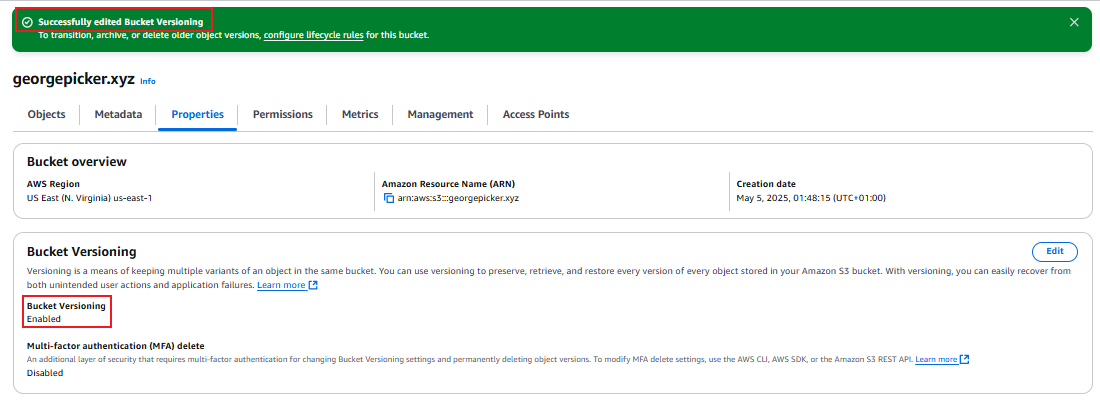 Successfully edited Bucket Versioning
To transition, archive, or delete older object versions, configure lifecycle rules for this bucket.
georgepicker.xyz Info
Objects Metadata Properties Permissions Metrics Management Access Points
Bucket overview
AWS Region Amazon Resource Name (ARN) Creation date
US East (N. Virginia) us-east-1 arn:aws:s3:::georgepicker.xyz May 5, 2025, 01:48:15 (UTC+01:00)
Bucket Versioning Edit
Versioning is a means of keeping multiple variants of an object in the same bucket. You can use versioning to preserve, retrieve, and restore every version of every object stored in your Amazon S3 bucket. With versioning, you can easily recover from
both unintended user actions and application failures. Learn more
Bucket Versioning
Enabled
Multi-factor authentication (MFA) delete
An additional layer of security that requires multi-factor authentication for changing Bucket Versioning settings and permanently deleting object versions. To modify MFA delete settings, use the AWS CLI, AWS SDK, or the Amazon S3 REST API. Learn more
Disabled